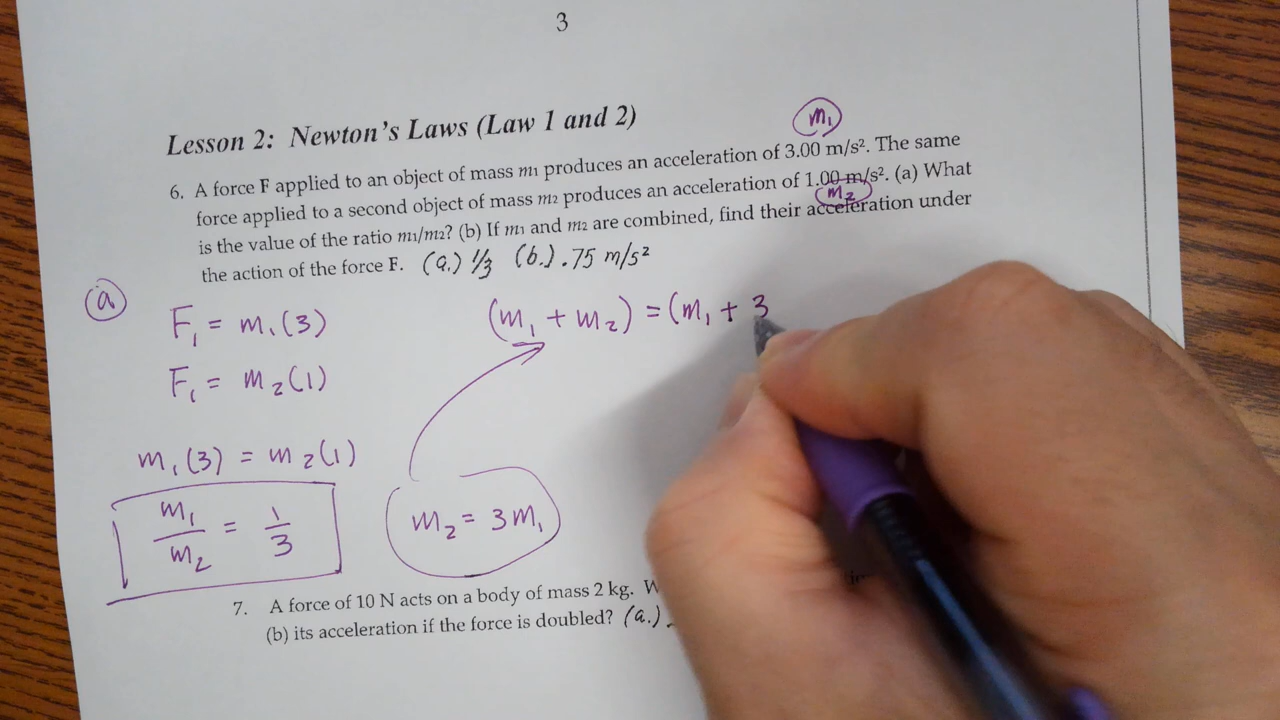 3
Lesson 2: Newton's Laws (Law 1 and 2)
m₁
6. A force F applied to an object of mass m₁ produces an acceleration of 3.00 m/s². The same
force applied to a second object of mass m₂ produces an acceleration of 1.00 m/s². (a) What
m₂
is the value of the ratio m₁/m₂? (b) If m₁ and m₂ are combined, find their acceleration under
the action of the force F. (a.) 1/3 (b.) .75 m/s²
a
F₁ = m₁(3)
(m₁ + m₂) = (m₁ + 3
F₁ = m₂(1)
m₁(3) = m₂(1)
m₁/m₂ = 1/3
m₂ = 3m₁
7. A force of 10 N acts on a body of mass 2 kg.
(b) its acceleration if the force is doubled? (a.)